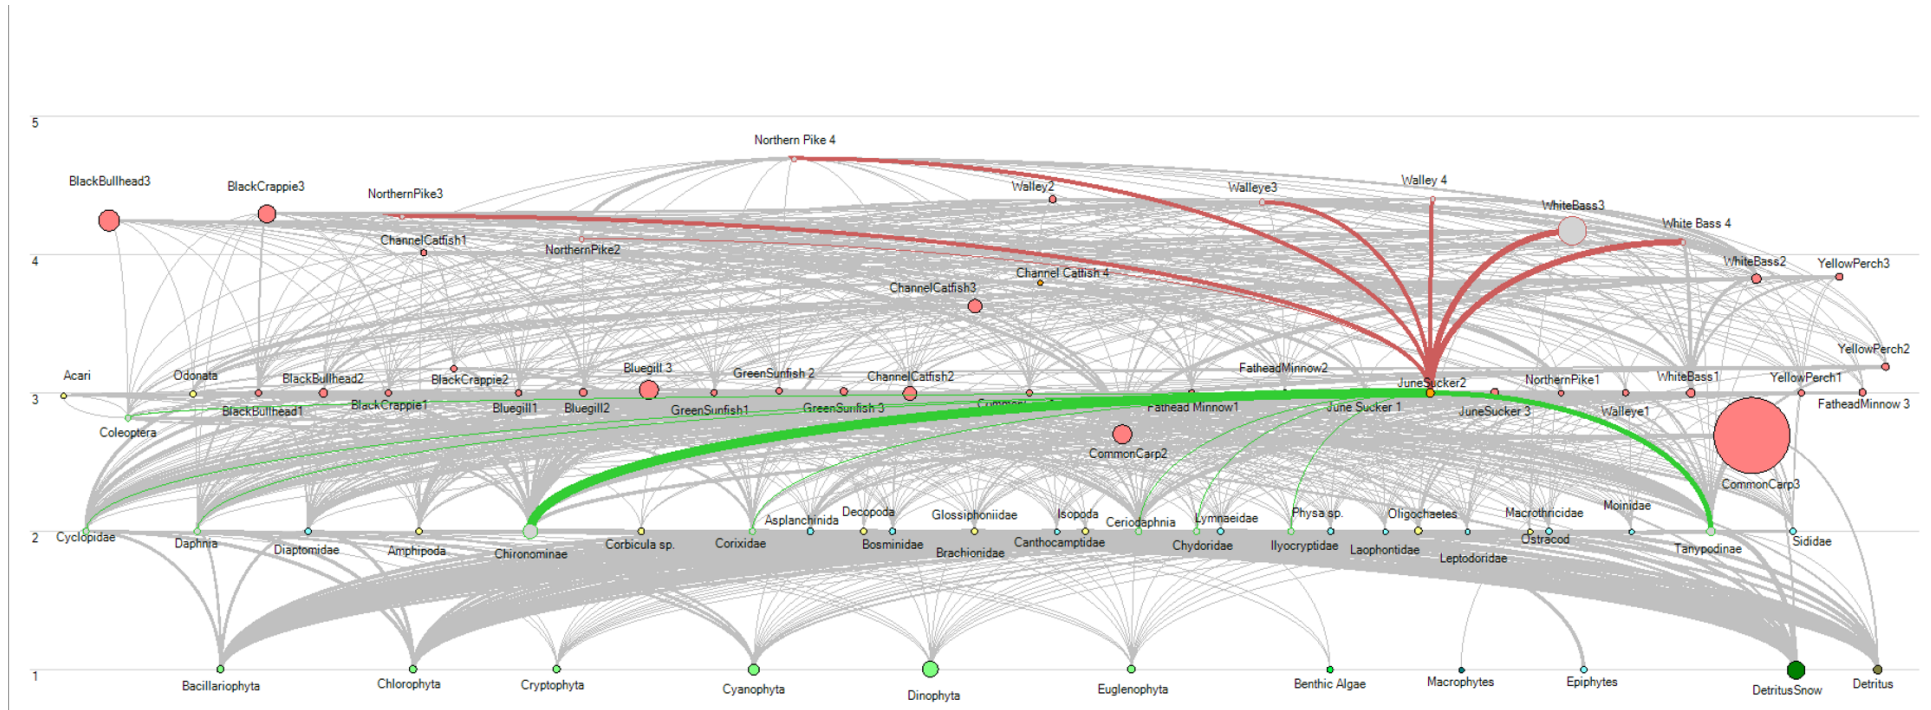 5
Northern Pike 4
BlackBullhead3
BlackCrappie3
NorthernPike3
Walley2
Walleye3
Walley 4
WhiteBass3
White Bass 4
ChannelCatfish1
NorthernPike2
4
Channel Catfish 4
WhiteBass2
YellowPerch3
ChannelCatfish3
YellowPerch2
Acari
Odonata
BlackBullhead2
BlackCrappie2
Bluegill 3
GreenSunfish 2
ChannelCatfish2
FatheadMinnow2
JuneSucker2
NorthernPike1
WhiteBass1
YellowPerch1
3
BlackBullhead1
BlackCrappie1
Bluegill1
Bluegill2
GreenSunfish1
GreenSunfish 3
Fathead Minnow1
June Sucker 1
JuneSucker 3
Walleye1
FatheadMinnow 3
Coleoptera
CommonCarp2
CommonCarp3
Asplanchinida
Decopoda
Glossiphoniidae
Isopoda
Ceriodaphnia
Lymnaeidae
Physa sp.
Oligochaetes
Macrothricidae
Moinidae
2
Cyclopidae
Daphnia
Diaptomidae
Amphipoda
Chironominae
Corbicula sp.
Corixidae
Bosminidae
Brachionidae
Canthocamptidae
Chydoridae
Ilyocryptidae
Laophontidae
Leptodoridae
Ostracod
Tanypodinae
Sididae
1
Bacillariophyta
Chlorophyta
Cryptophyta
Cyanophyta
Dinophyta
Euglenophyta
Benthic Algae
Macrophytes
Epiphytes
DetritusSnow
Detritus